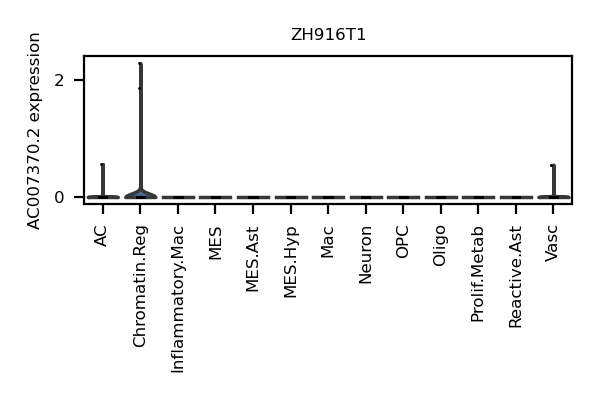 ZH916T1
AC007370.2 expression
2
0
AC
Chromatin.Reg
Inflammatory.Mac
MES
MES.Ast
MES.Hyp
Mac
Neuron
OPC
Oligo
Prolif.Metab
Reactive.Ast
Vasc